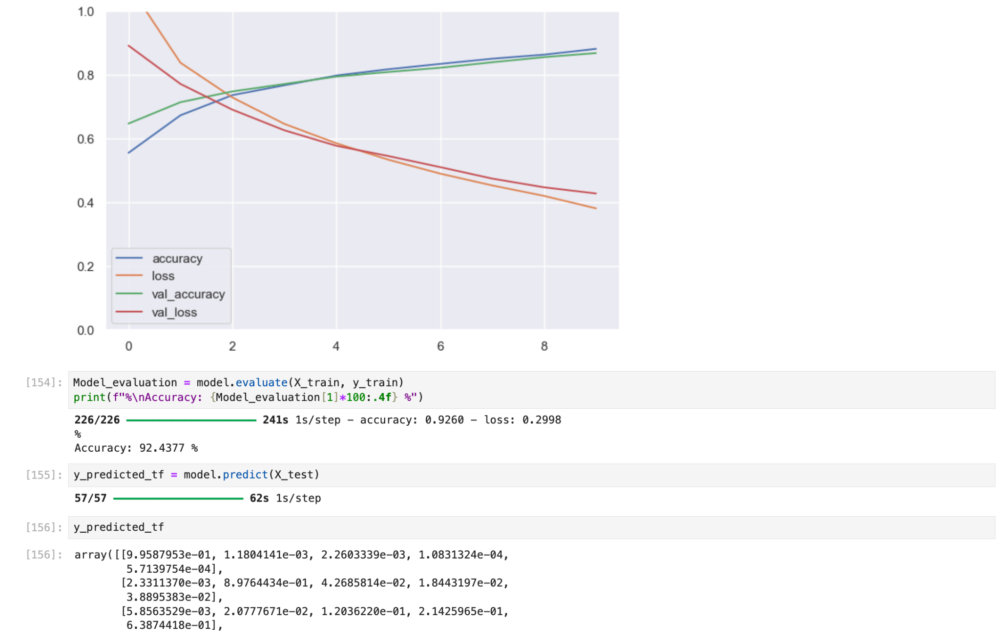 1.0
0.8
0.6
0.4
0.2
0.0
accuracy
loss
val_accuracy
val_loss
0 2 4 6 8
[154]: Model_evaluation = model.evaluate(X_train, y_train)
print(f"%\nAccuracy: {Model_evaluation[1]*100:.4f} %")
226/226 241s 1s/step – accuracy: 0.9260 – loss: 0.2998
%
Accuracy: 92.4377 %
[155]: y_predicted_tf = model.predict(X_test)
57/57 62s 1s/step
[156]: y_predicted_tf
[156]: array([[9.9587953e–01, 1.1804141e–03, 2.2603339e–03, 1.0831324e–04,
5.7139754e–04],
[2.3311370e–03, 8.9764434e–01, 4.2685814e–02, 1.8443197e–02,
3.8895383e–02],
[5.8563529e–03, 2.0777671e–02, 1.2036220e–01, 2.1425965e–01,
6.3874418e–01],